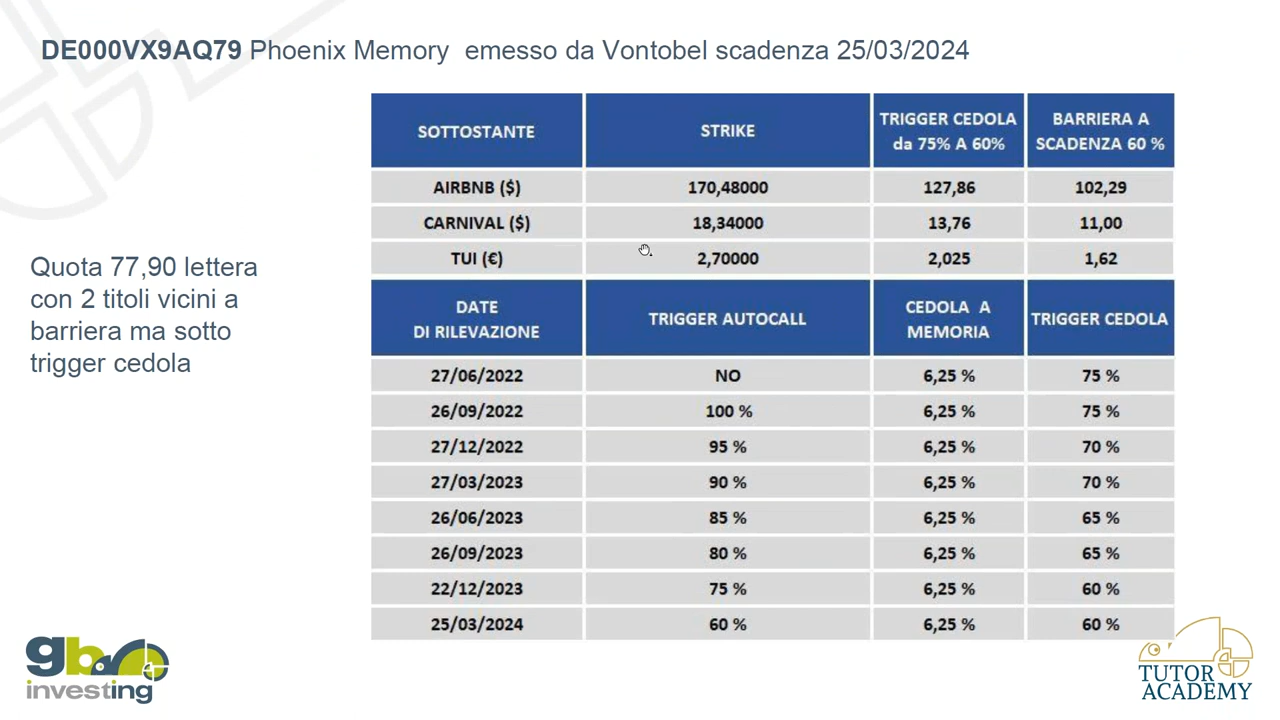 DE000VX9AQ79 Phoenix Memory emesso da Vontobel scadenza 25/03/2024
Quota 77,90 lettera
con 2 titoli vicini a
barriera ma sotto
trigger cedola
SOTTOSTANTE STRIKE TRIGGER CEDOLA da 75% A 60% BARRIERA A SCADENZA 60 %
AIRBNB ($) 170,48000 127,86 102,29
CARNIVAL ($) 18,34000 13,76 11,00
TUI (€) 2,70000 2,025 1,62
DATE DI RILEVAZIONE TRIGGER AUTOCALL CEDOLA A MEMORIA TRIGGER CEDOLA
27/06/2022 NO 6,25 % 75 %
26/09/2022 100 % 6,25 % 75 %
27/12/2022 95 % 6,25 % 70 %
27/03/2023 90 % 6,25 % 70 %
26/06/2023 85 % 6,25 % 65 %
26/09/2023 80 % 6,25 % 65 %
22/12/2023 75 % 6,25 % 60 %
25/03/2024 60 % 6,25 % 60 %
gb
investing
TUTOR
ACADEMY